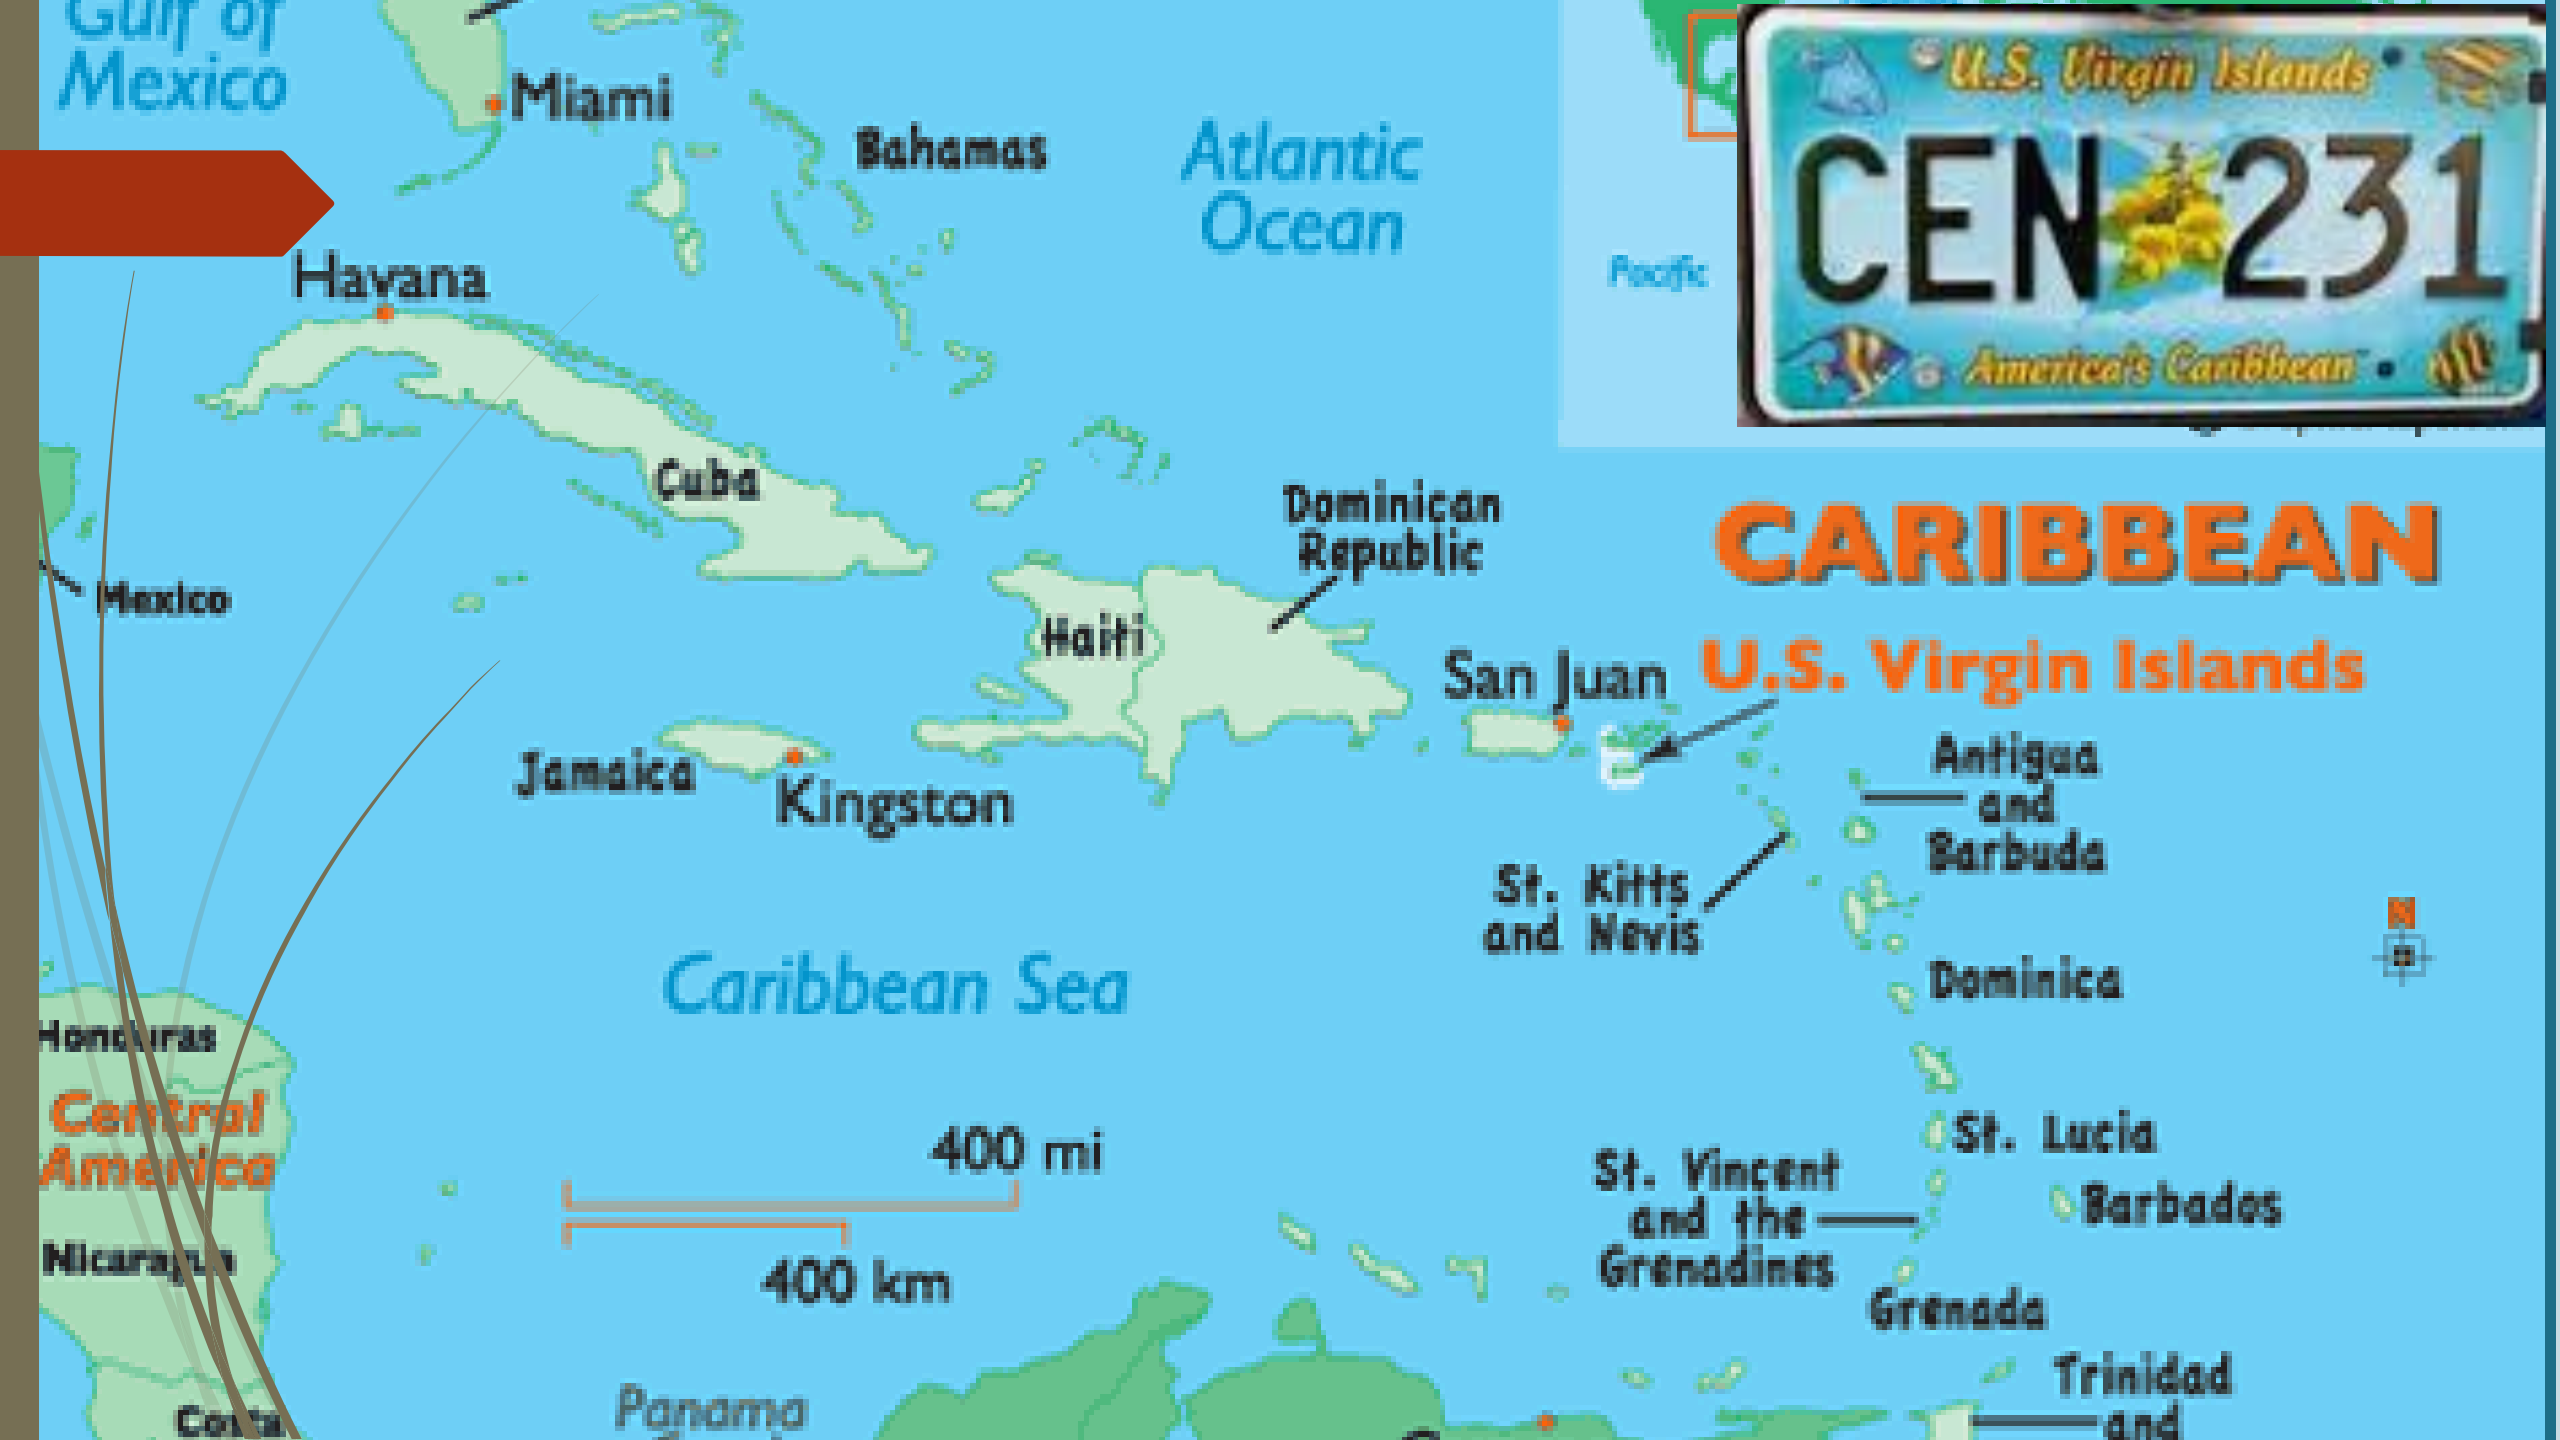 Gulf of
Mexico
Miami
Bahamas
Atlantic
Ocean
Pacific
U.S. Virgin Islands
CEN 231
America's Caribbean
Havana
Cuba
Dominican
Republic
Haiti
Mexico
CARIBBEAN
San Juan
U.S. Virgin Islands
Jamaica
Kingston
Antigua
and
Barbuda
St. Kitts
and Nevis
N
Caribbean Sea
Dominica
Honduras
Central
America
400 mi
St. Lucia
St. Vincent
and the
Grenadines
Barbados
Nicaragua
400 km
Grenada
Trinidad
and
Panama
Costa